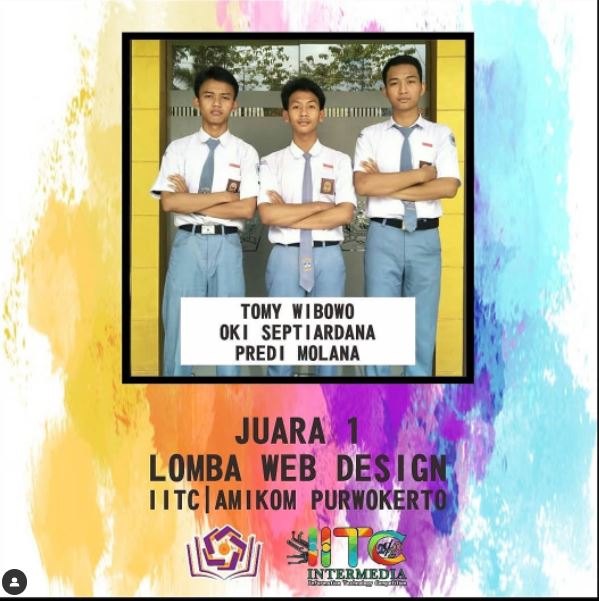 TOMY WIBOWO
OKI SEPTIARDANA
PREDI MOLANA
JUARA 1
LOMBA WEB DESIGN
IITC|AMIKOM PURWOKERTO
IITC
INTERMEDIA
Information Technology Competition